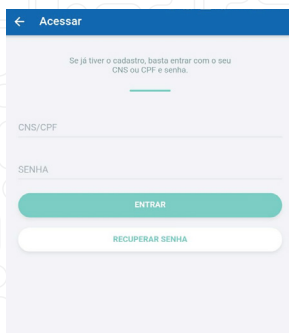 Acessar
Se já tiver o cadastro, basta entrar com o seu
CNS ou CPF e senha.
CNS/CPF
SENHA
ENTRAR
RECUPERAR SENHA